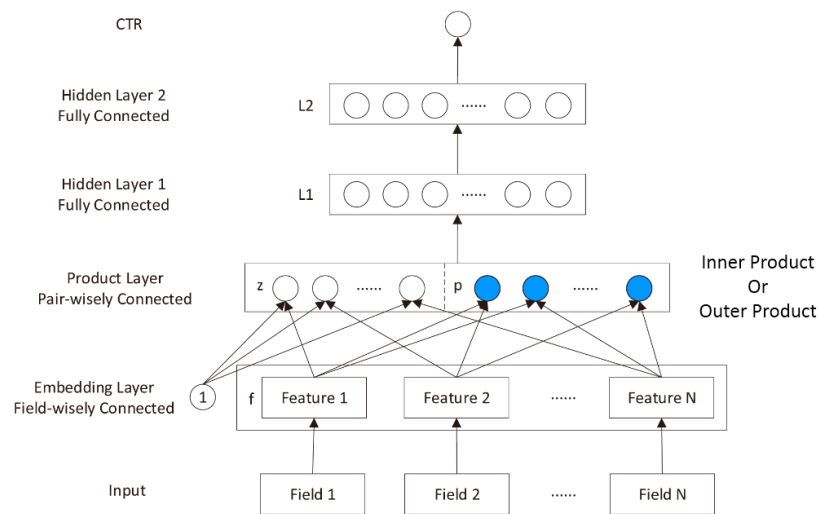 CTR
Hidden Layer 2
Fully Connected
L2
......
Hidden Layer 1
Fully Connected
L1
......
Product Layer
Pair-wisely Connected
z
......
p
......
Inner Product
Or
Outer Product
Embedding Layer
Field-wisely Connected
1
f
Feature 1
Feature 2
......
Feature N
Input
Field 1
Field 2
......
Field N